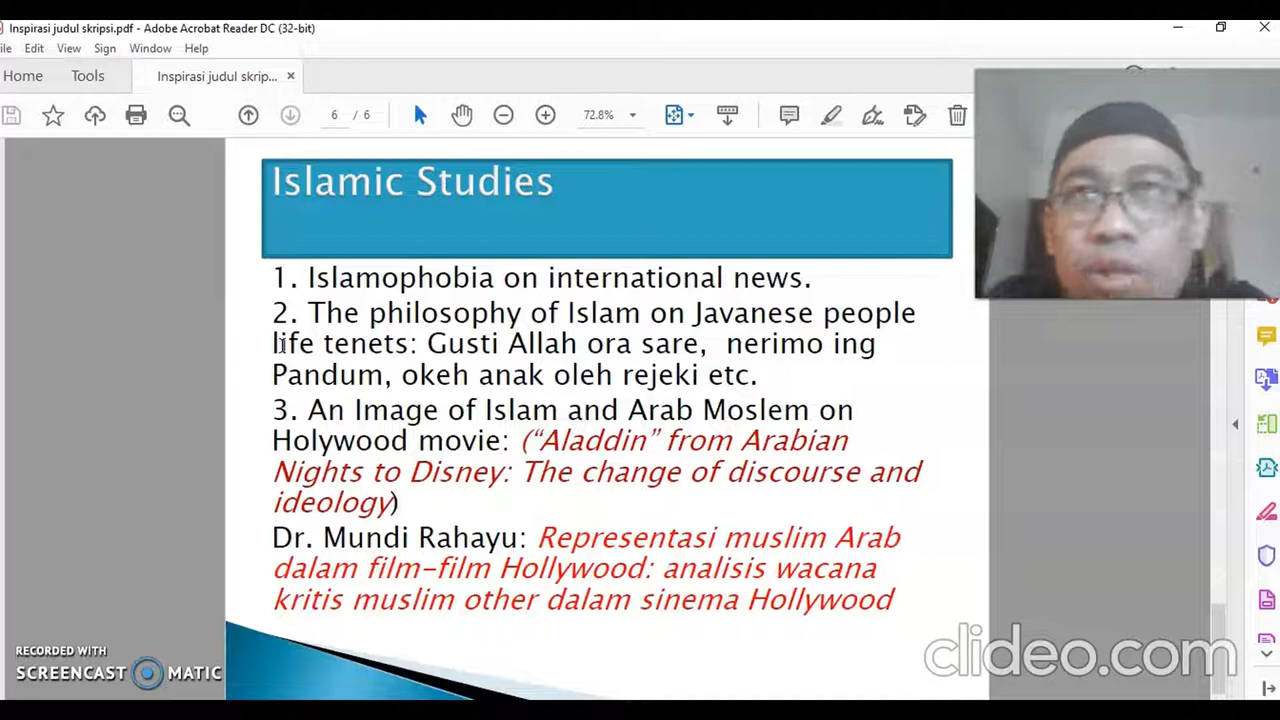 Inspirasi judul skripsi.pdf - Adobe Acrobat Reader DC (32-bit)
Edit View Sign Window Help
Home Tools Inspirasi judul skrip... ×
6 / 6 72.8%
Islamic Studies
1. Islamophobia on international news.
2. The philosophy of Islam on Javanese people
life tenets: Gusti Allah ora sare, nerimo ing
Pandum, okeh anak oleh rejeki etc.
3. An Image of Islam and Arab Moslem on
Holywood movie: (“Aladdin” from Arabian
Nights to Disney: The change of discourse and
ideology)
Dr. Mundi Rahayu: Representasi muslim Arab
dalam film-film Hollywood: analisis wacana
kritis muslim other dalam sinema Hollywood
RECORDED WITH
SCREENCAST MATIC
clideo.com